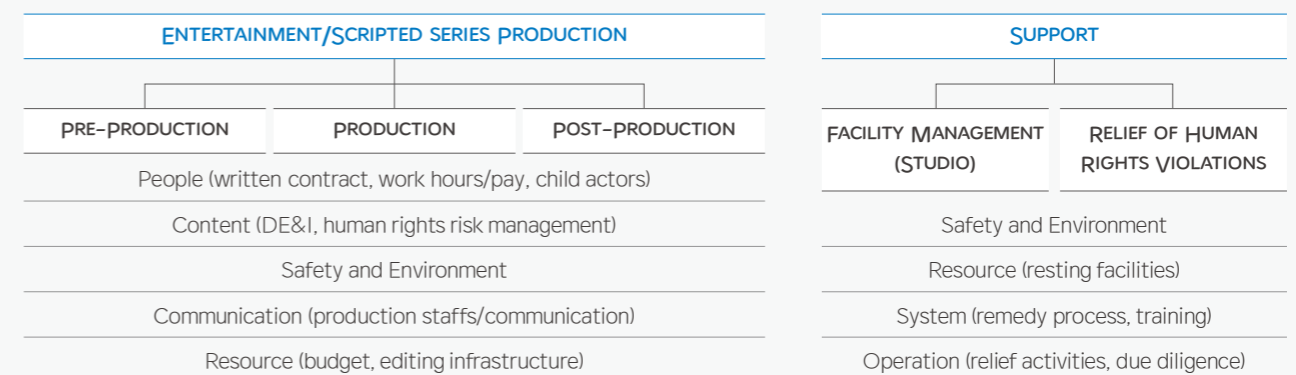 ENTERTAINMENT/SCRIPTED SERIES PRODUCTION
PRE-PRODUCTION
PRODUCTION
POST-PRODUCTION
People (written contract, work hours/pay, child actors)
Content (DE&I, human rights risk management)
Safety and Environment
Communication (production staffs/communication)
Resource (budget, editing infrastructure)
SUPPORT
FACILITY MANAGEMENT
(STUDIO)
RELIEF OF HUMAN
RIGHTS VIOLATIONS
Safety and Environment
Resource (resting facilities)
System (remedy process, training)
Operation (relief activities, due diligence)